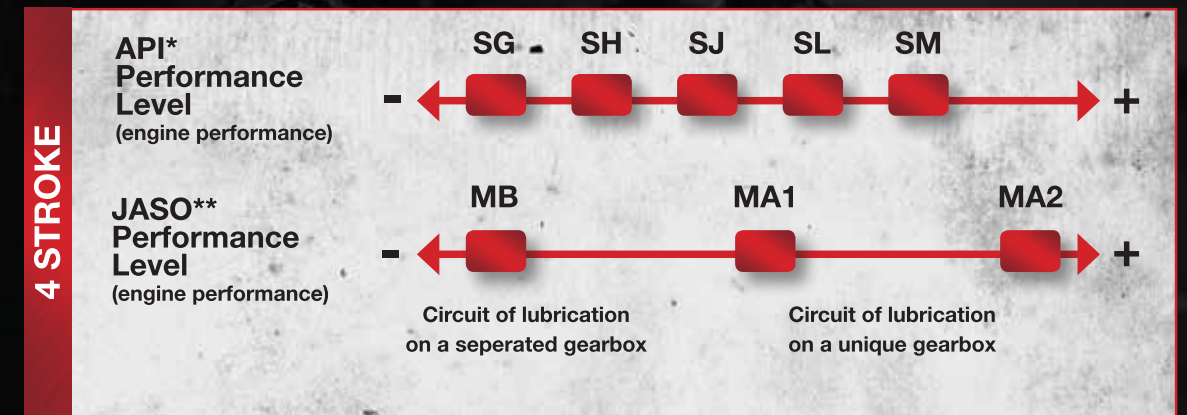 4 STROKE
API*
Performance
Level
(engine performance)
SG SH SJ SL SM
- +
JASO**
Performance
Level
(engine performance)
MB MA1 MA2
- +
Circuit of lubrication
on a seperated gearbox
Circuit of lubrication
on a unique gearbox